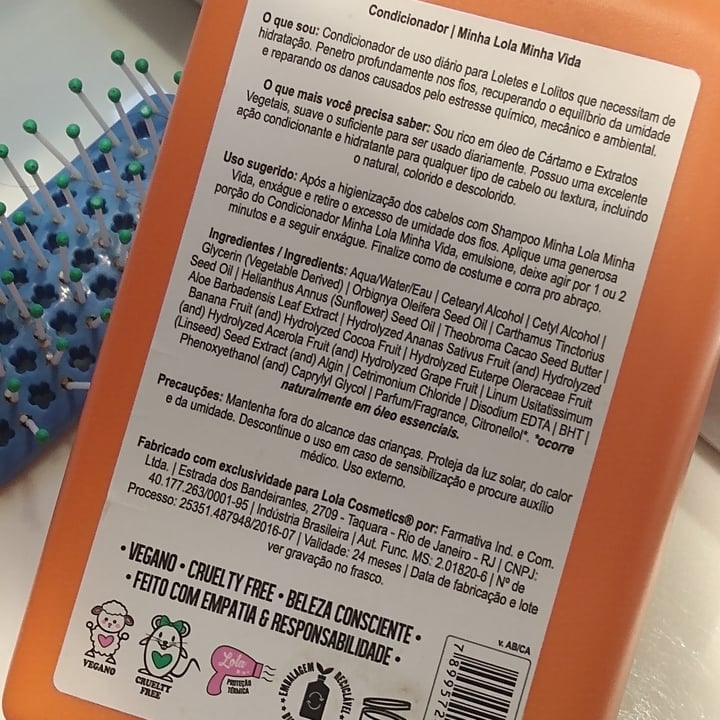 Condicionador | Minha Lola Minha Vida
O que sou: Condicionador de uso diário para Loletes e Lolitos que necessitam de
hidratação. Penetro profundamente nos fios, recuperando o equilíbrio da umidade
e reparando os danos causados pelo estresse químico, mecânico e ambiental.
O que mais você precisa saber: Sou rico em óleo de Cártamo e Extratos
Vegetais, suave o suficiente para ser usado diariamente. Possuo uma excelente
ação condicionante e hidratante para qualquer tipo de cabelo ou textura, incluindo
o natural, colorido e descolorido.
Uso sugerido: Após a higienização dos cabelos com Shampoo Minha Lola Minha
Vida, enxágue e retire o excesso de umidade dos fios. Aplique uma generosa
porção do Condicionador Minha Lola Minha Vida, emulsione, deixe agir por 1 ou 2
minutos e a seguir enxágue. Finalize como de costume e corra pro abraço.
Ingredientes / Ingredients: Aqua/Water/Eau | Cetearyl Alcohol | Cetyl Alcohol |
Glycerin (Vegetable Derived) | Orbignya Oleifera Seed Oil | Carthamus Tinctorius
Seed Oil | Helianthus Annus (Sunflower) Seed Oil | Theobroma Cacao Seed Butter |
Aloe Barbadensis Leaf Extract | Hydrolyzed Ananas Sativus Fruit (and) Hydrolyzed
Banana Fruit (and) Hydrolyzed Cocoa Fruit | Hydrolyzed Euterpe Oleraceae Fruit
(and) Hydrolyzed Acerola Fruit (and) Hydrolyzed Grape Fruit | Linum Usitatissimum
(Linseed) Seed Extract (and) Algin | Cetrimonium Chloride | Disodium EDTA | BHT |
Phenoxyethanol (and) Caprylyl Glycol | Parfum/Fragrance, Citronellol*. *ocorre
naturalmente em óleo essenciais.
Precauções: Mantenha fora do alcance das crianças. Proteja da luz solar, do calor
e da umidade. Descontinue o uso em caso de sensibilização e procure auxílio
médico. Uso externo.
Fabricado com exclusividade para Lola Cosmetics® por: Farmativa Ind. e Com.
Ltda. | Estrada dos Bandeirantes, 2709 - Taquara - Rio de Janeiro - RJ | CNPJ:
40.177.263/0001-95 | Indústria Brasileira | Aut. Func. MS: 2.01820-6 | Nº de
Processo: 25351.487948/2016-07 | Validade: 24 meses | Data de fabricação e lote
ver gravação no frasco.
• VEGANO • CRUELTY FREE • BELEZA CONSCIENTE •
• FEITO COM EMPATIA & RESPONSABILIDADE •
v. AB/CA
VEGANO
CRUELTY
FREE
Lola
PROTEÇÃO
TÉRMICA
EMBALAGEM RECICLÁVEL